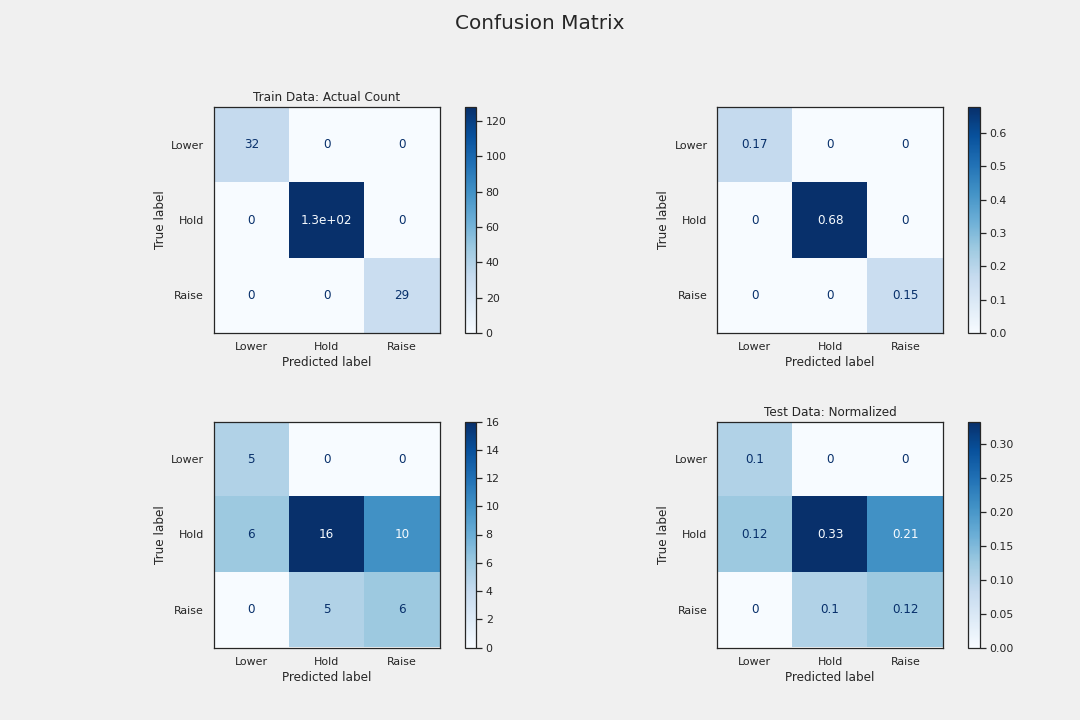 Confusion Matrix
Train Data: Actual Count
Lower 32 0 0
Hold 0 1.3e+02 0
Raise 0 0 29
Lower Hold Raise
Predicted label
True label
120
100
80
60
40
20
0
Lower 0.17 0 0
Hold 0 0.68 0
Raise 0 0 0.15
Lower Hold Raise
Predicted label
True label
0.6
0.5
0.4
0.3
0.2
0.1
0.0
Lower 5 0 0
Hold 6 16 10
Raise 0 5 6
Lower Hold Raise
Predicted label
True label
16
14
12
10
8
6
4
2
0
Test Data: Normalized
Lower 0.1 0 0
Hold 0.12 0.33 0.21
Raise 0 0.1 0.12
Lower Hold Raise
Predicted label
True label
0.30
0.25
0.20
0.15
0.10
0.05
0.00